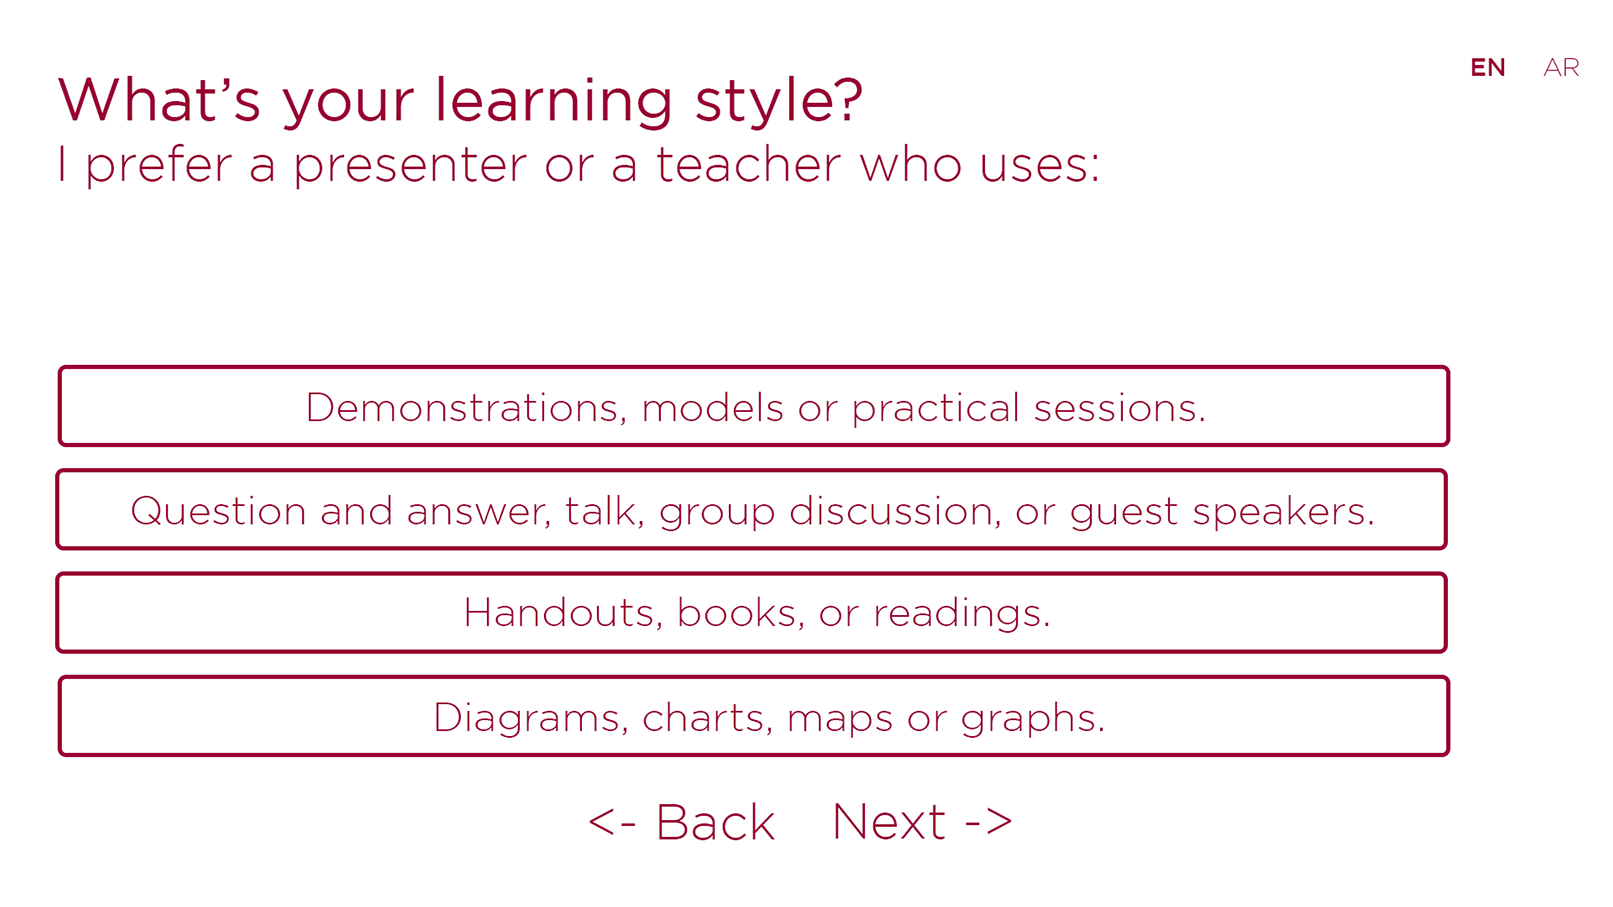 EN AR
What’s your learning style?
I prefer a presenter or a teacher who uses:
Demonstrations, models or practical sessions.
Question and answer, talk, group discussion, or guest speakers.
Handouts, books, or readings.
Diagrams, charts, maps or graphs.
<- Back Next ->